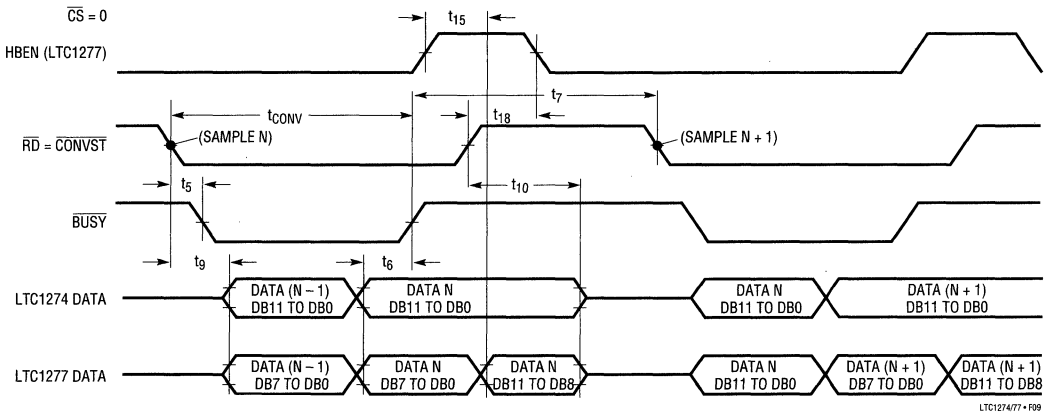 CS = 0
t15
HBEN (LTC1277)
t7
tCONV
t18
(SAMPLE N)
(SAMPLE N + 1)
RD = CONVST
t5
t10
BUSY
t9
t6
DATA (N – 1)
DB11 TO DB0
DATA N
DB11 TO DB0
DATA N
DB11 TO DB0
DATA (N + 1)
DB11 TO DB0
LTC1274 DATA
DATA (N – 1)
DB7 TO DB0
DATA N
DB7 TO DB0
DATA N
DB11 TO DB8
DATA N
DB11 TO DB0
DATA (N + 1)
DB7 TO DB0
DATA (N + 1)
DB11 TO DB8
LTC1277 DATA
LTC1274/77 • F09